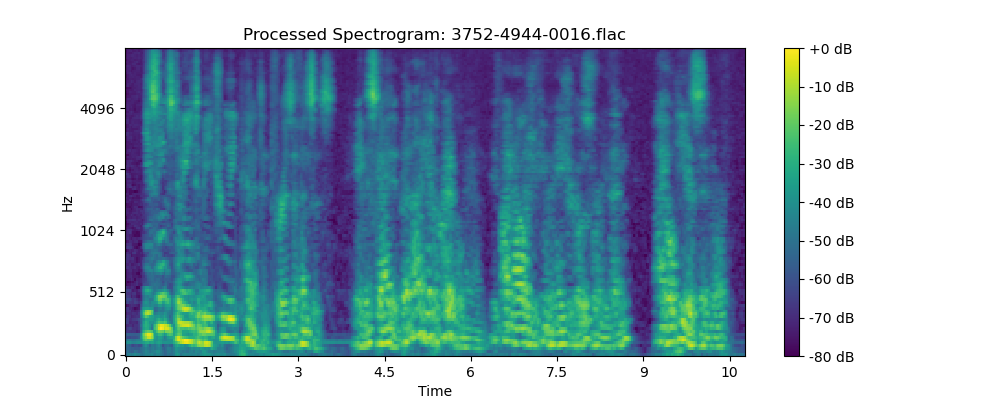 Processed Spectrogram: 3752-4944-0016.flac
Hz
4096
2048
1024
512
0
0 1.5 3 4.5 6 7.5 9 10
Time
+0 dB
-10 dB
-20 dB
-30 dB
-40 dB
-50 dB
-60 dB
-70 dB
-80 dB